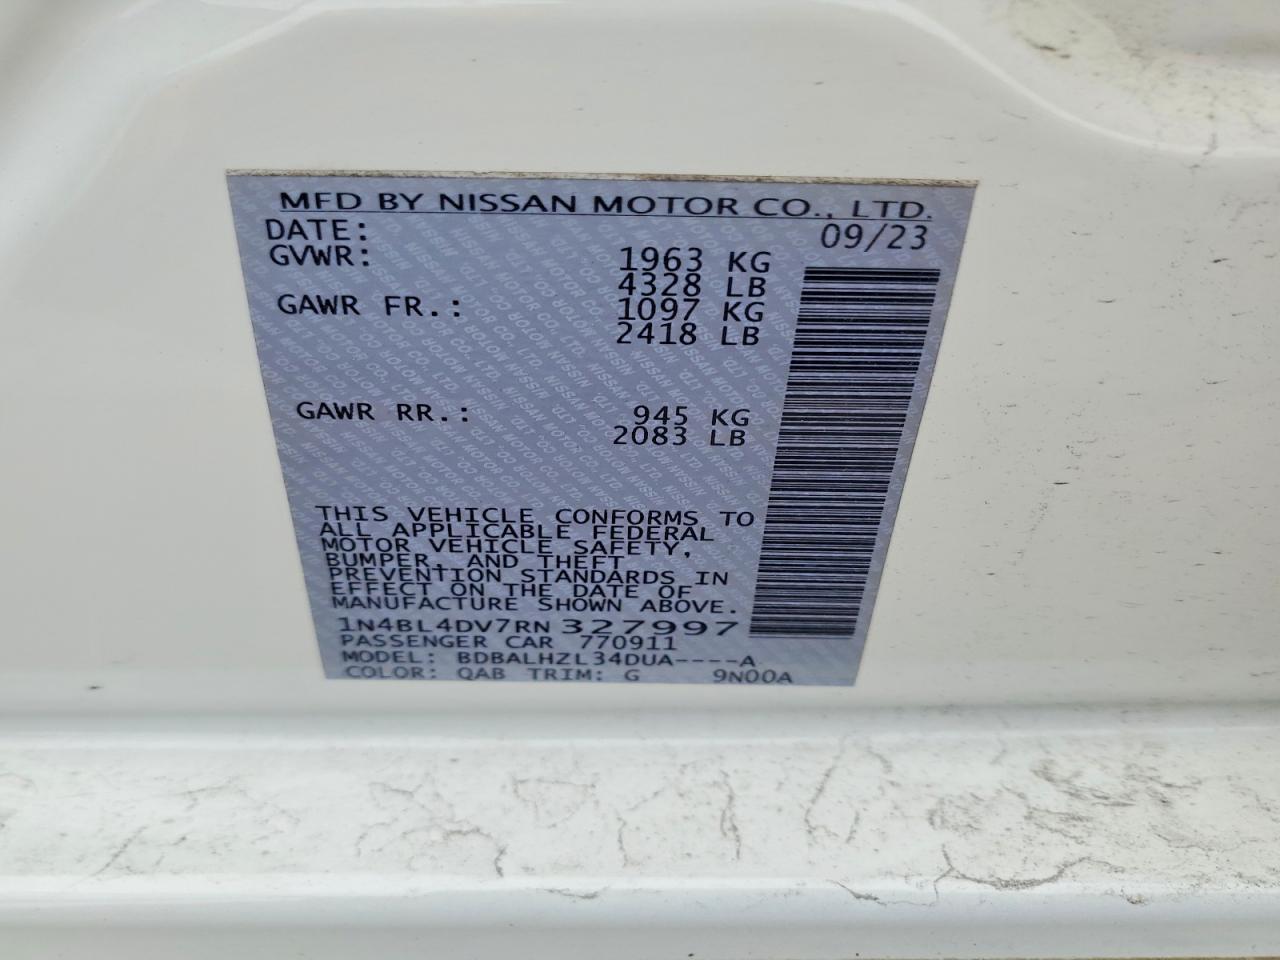 MFD BY NISSAN MOTOR CO., LTD.
DATE: 09/23
GVWR: 1963 KG
4328 LB
GAWR FR.: 1097 KG
2418 LB
GAWR RR.: 945 KG
2083 LB
THIS VEHICLE CONFORMS TO
ALL APPLICABLE FEDERAL
MOTOR VEHICLE SAFETY,
BUMPER, AND THEFT
PREVENTION STANDARDS IN
EFFECT ON THE DATE OF
MANUFACTURE SHOWN ABOVE.
1N4BL4DV7RN327997
PASSENGER CAR 770911
MODEL: BDBALHZL34DUA----A
COLOR: QAB TRIM: G 9N00A